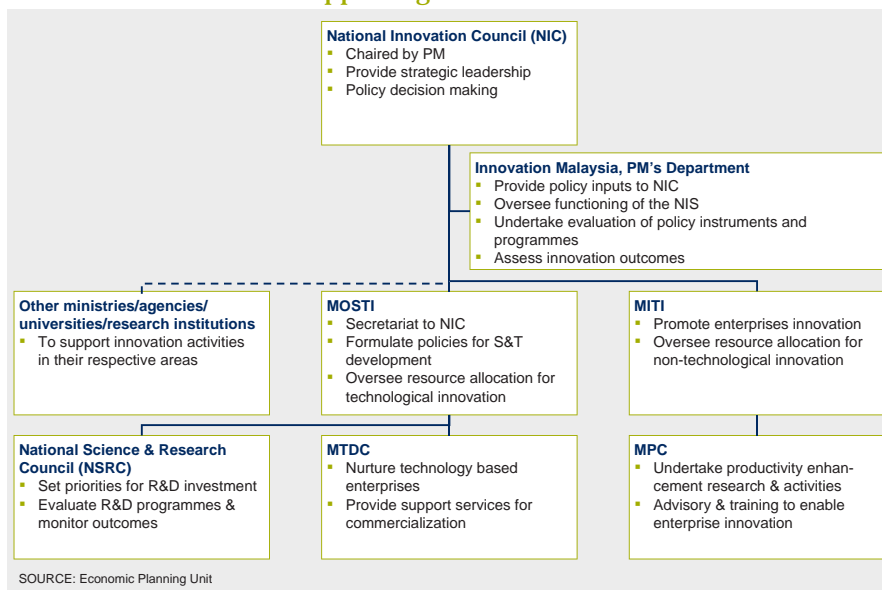 National Innovation Council (NIC)
▪ Chaired by PM
▪ Provide strategic leadership
▪ Policy decision making
Innovation Malaysia, PM's Department
▪ Provide policy inputs to NIC
▪ Oversee functioning of the NIS
▪ Undertake evaluation of policy instruments and
programmes
▪ Assess innovation outcomes
Other ministries/agencies/
universities/research institutions
▪ To support innovation activities
in their respective areas
MOSTI
▪ Secretariat to NIC
▪ Formulate policies for S&T
development
▪ Oversee resource allocation for
technological innovation
MITI
▪ Promote enterprises innovation
▪ Oversee resource allocation for
non-technological innovation
National Science & Research
Council (NSRC)
▪ Set priorities for R&D investment
▪ Evaluate R&D programmes &
monitor outcomes
MTDC
▪ Nurture technology based
enterprises
▪ Provide support services for
commercialization
MPC
▪ Undertake productivity enhan-
cement research & activities
▪ Advisory & training to enable
enterprise innovation
SOURCE: Economic Planning Unit